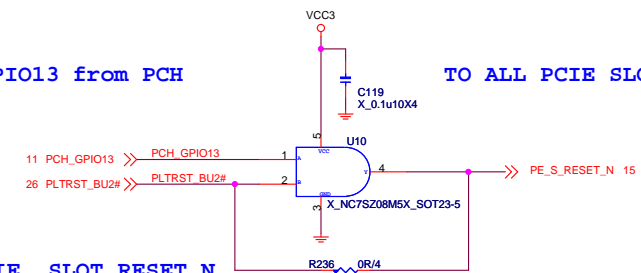 VCC3
PIO13 from PCH
TO ALL PCIE SLO
C119
X_0.1u10X4
5
U10
VCC
11 PCH_GPIO13 PCH_GPIO13 1 A
4 Y
PE_S_RESET_N 15
26 PLTRST_BU2# PLTRST_BU2# 2 B
GND
X_NC7SZ08M5X_SOT23-5
3
R236 0R/4
IE SLOT RESET N